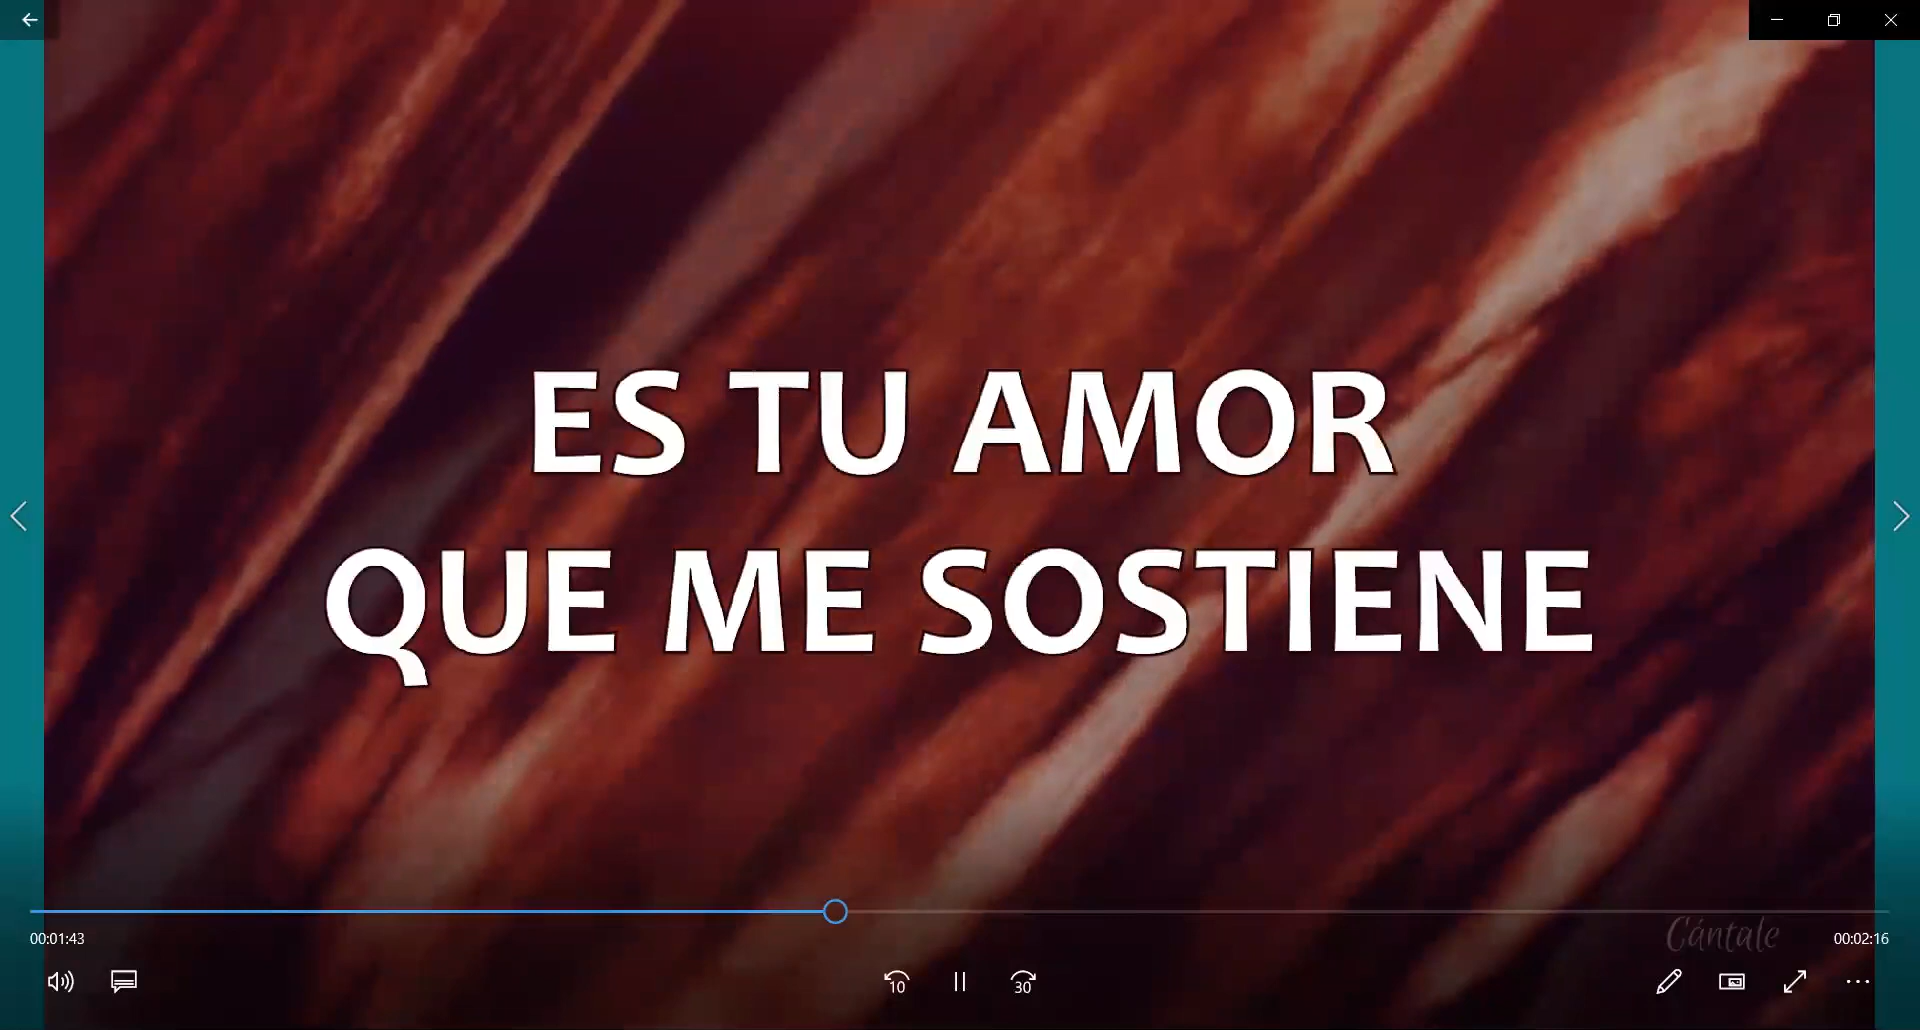 ES TU AMOR
QUE ME SOSTIENE
Cántale
00:01:43
00:02:16
10
30